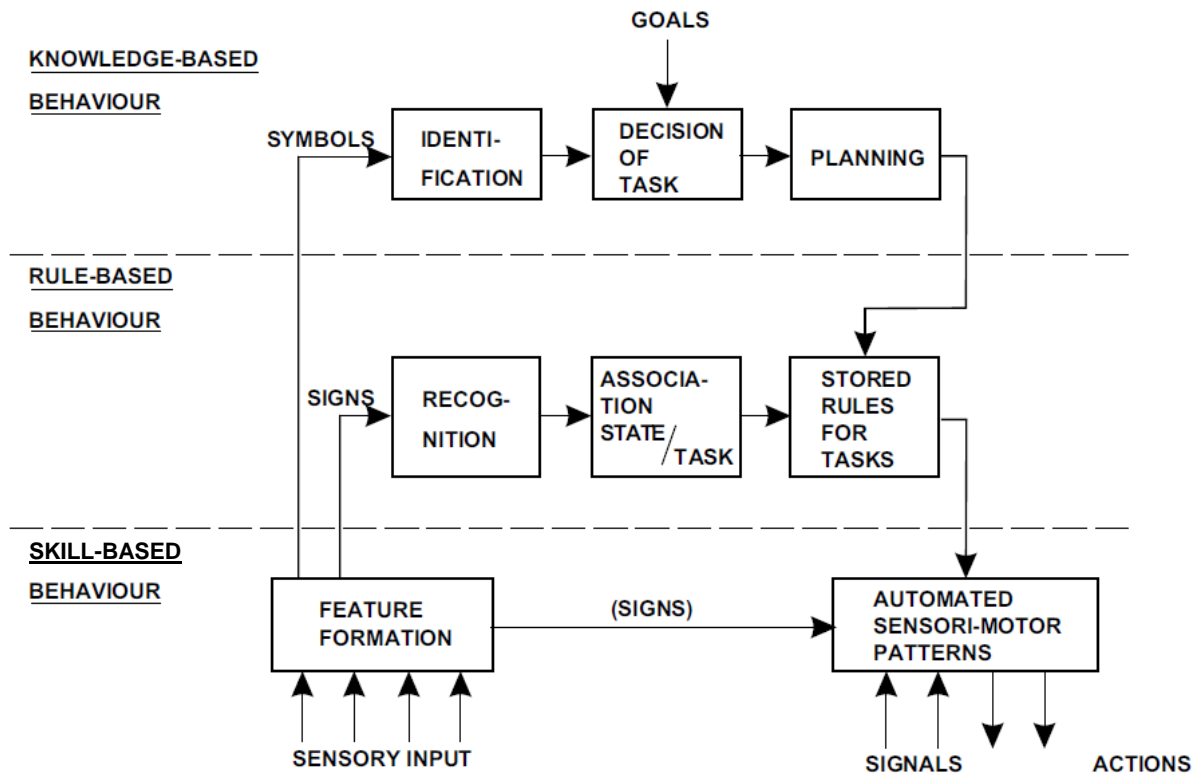 GOALS
KNOWLEDGE-BASED
BEHAVIOUR
SYMBOLS
IDENTI-
FICATION
DECISION
OF
TASK
PLANNING
RULE-BASED
BEHAVIOUR
SIGNS
RECOG-
NITION
ASSOCIA-
TION
STATE/
TASK
STORED
RULES
FOR
TASKS
SKILL-BASED
BEHAVIOUR
FEATURE
FORMATION
(SIGNS)
AUTOMATED
SENSORI-MOTOR
PATTERNS
SENSORY INPUT
SIGNALS
ACTIONS